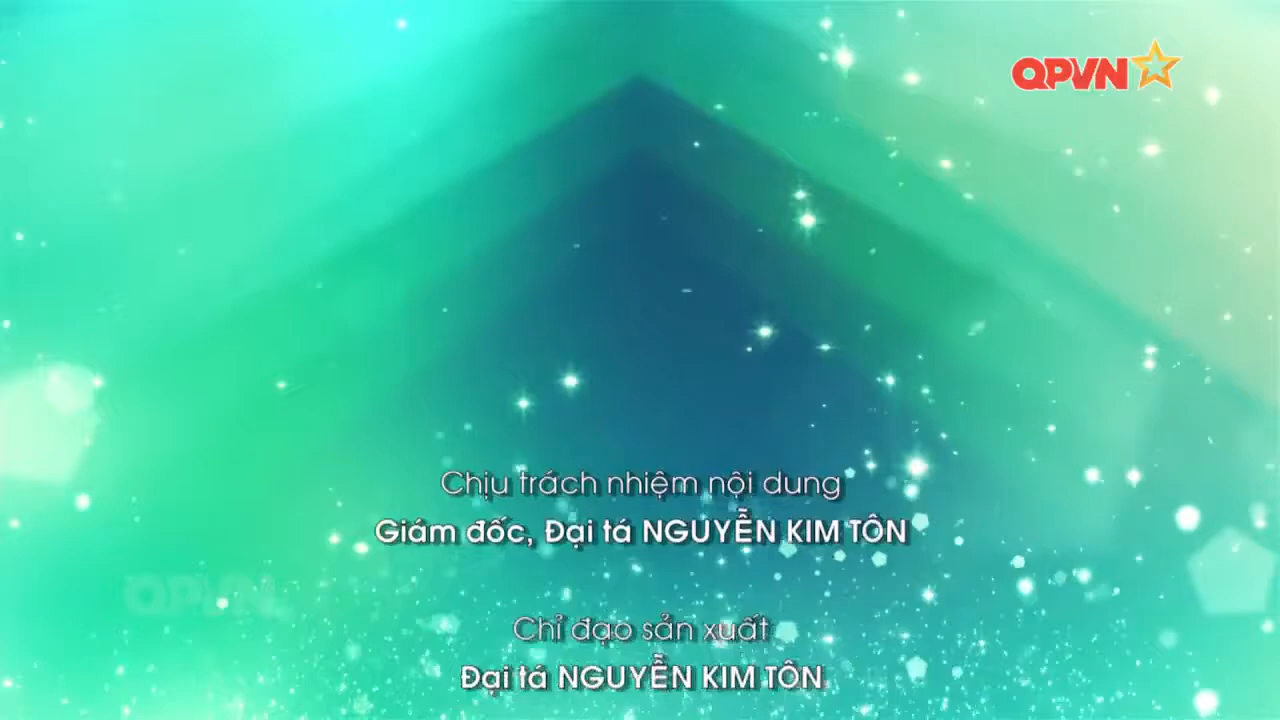 QPVN
Chịu trách nhiệm nội dung
Giám đốc, Đại tá NGUYỄN KIM TÔN
QPVN
Chỉ đạo sản xuất
Đại tá NGUYỄN KIM TÔN